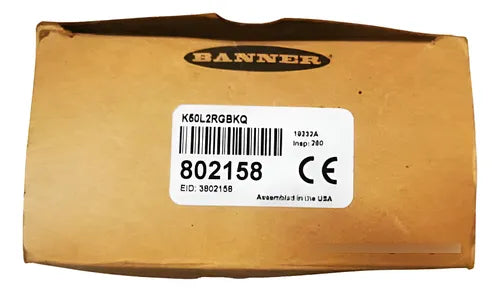 BANNER
K50L2RGBKQ
19332A
Insp: 260
802158
CE
EID: 3802158
Assembled in the USA